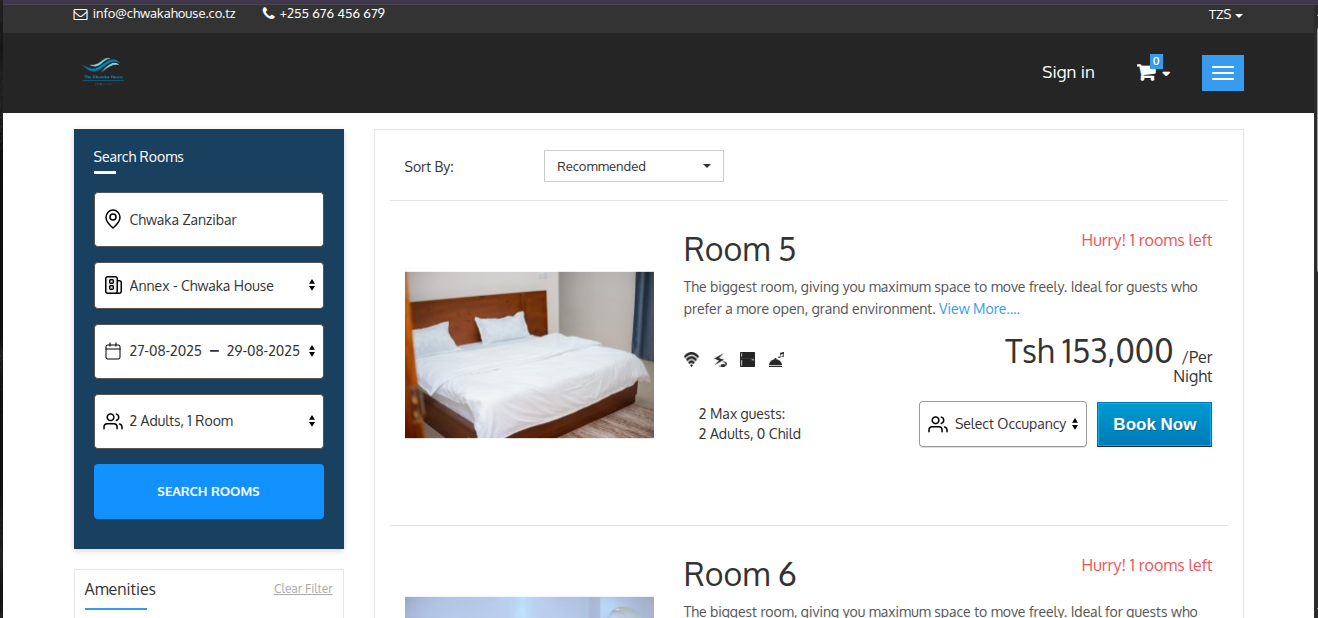 info@chwakahouse.co.tz
+255 676 456 679
TZS
Sign in
0
Search Rooms
Chwaka Zanzibar
Annex - Chwaka House
27-08-2025 – 29-08-2025
2 Adults, 1 Room
SEARCH ROOMS
Amenities
Clear Filter
Sort By:
Recommended
Room 5
Hurry! 1 rooms left
The biggest room, giving you maximum space to move freely. Ideal for guests who
prefer a more open, grand environment. View More....
Tsh 153,000 /Per
Night
2 Max guests:
2 Adults, 0 Child
Select Occupancy
Book Now
Room 6
Hurry! 1 rooms left
The biggest room, giving you maximum space to move freely. Ideal for guests who